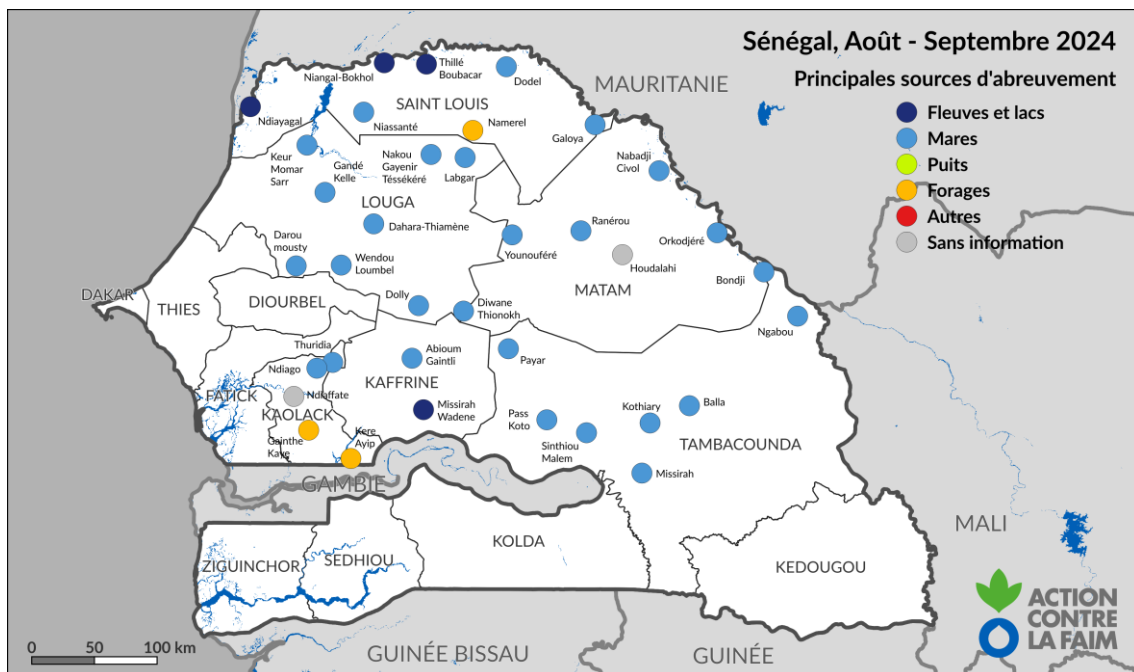 Sénégal, Août - Septembre 2024
Principales sources d'abreuvement
Fleuves et lacs
Mares
Puits
Forages
Autres
Sans information
MAURITANIE
Niangal-Bokhol
Thillé
Boubacar
Dodel
Ndiayagal
SAINT LOUIS
Niassanté
Namerel
Galoya
Keur
Momar
Sarr
Gandé
Kelle
Nakou
Gayenir
Téssékéré
Labgar
Nabadji
Civol
LOUGA
Dahara-Thiamène
Ranérou
Orkodjéré
Younouféré
Darou
mousty
Wendou
Loumbel
Houdalahi
Bondji
MATAM
DAKAR
THIES
DIOURBEL
Dolly
Diwane
Thionokh
Ngabou
Thuridia
Ndiago
Abioum
Gaintli
Payar
KAFFRINE
FATICK
Ndiaffate
KAOLACK
Missirah
Wadene
Pass
Koto
Kothiary
Balla
Gainthe
Kaye
Kere
Ayip
Sinthiou
Malem
TAMBACOUNDA
Missirah
GAMBIE
MALI
KOLDA
ZIGUINCHOR
SEDHIOU
KEDOUGOU
ACTION
CONTRE
LA FAIM
0 50 100 km
GUINÉE BISSAU
GUINÉE